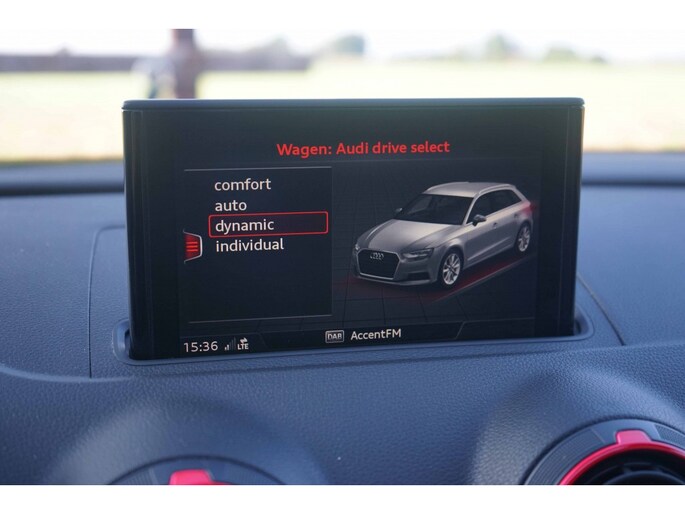 Wagen: Audi drive select
comfort
auto
dynamic
individual
15:36 LTE DAB AccentFM